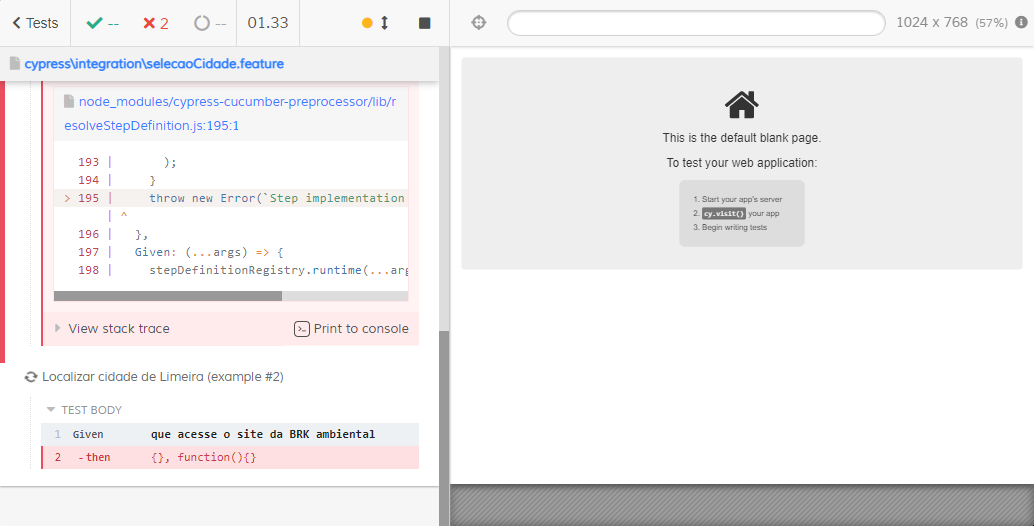 Tests
--
2
--
01.33
1024 x 768 (57%)
cypress\integration\selecaoCidade.feature
node_modules/cypress-cucumber-preprocessor/lib/r
esolveStepDefinition.js:195:1
193 | );
194 | }
> 195 | throw new Error(`Step implementation
| ^
196 | },
197 | Given: (...args) => {
198 | stepDefinitionRegistry.runtime(...arg
View stack trace
Print to console
Localizar cidade de Limeira (example #2)
TEST BODY
1 Given que acesse o site da BRK ambiental
2 -then {}, function(){}
This is the default blank page.
To test your web application:
1. Start your app's server
2. cy.visit() your app
3. Begin writing tests